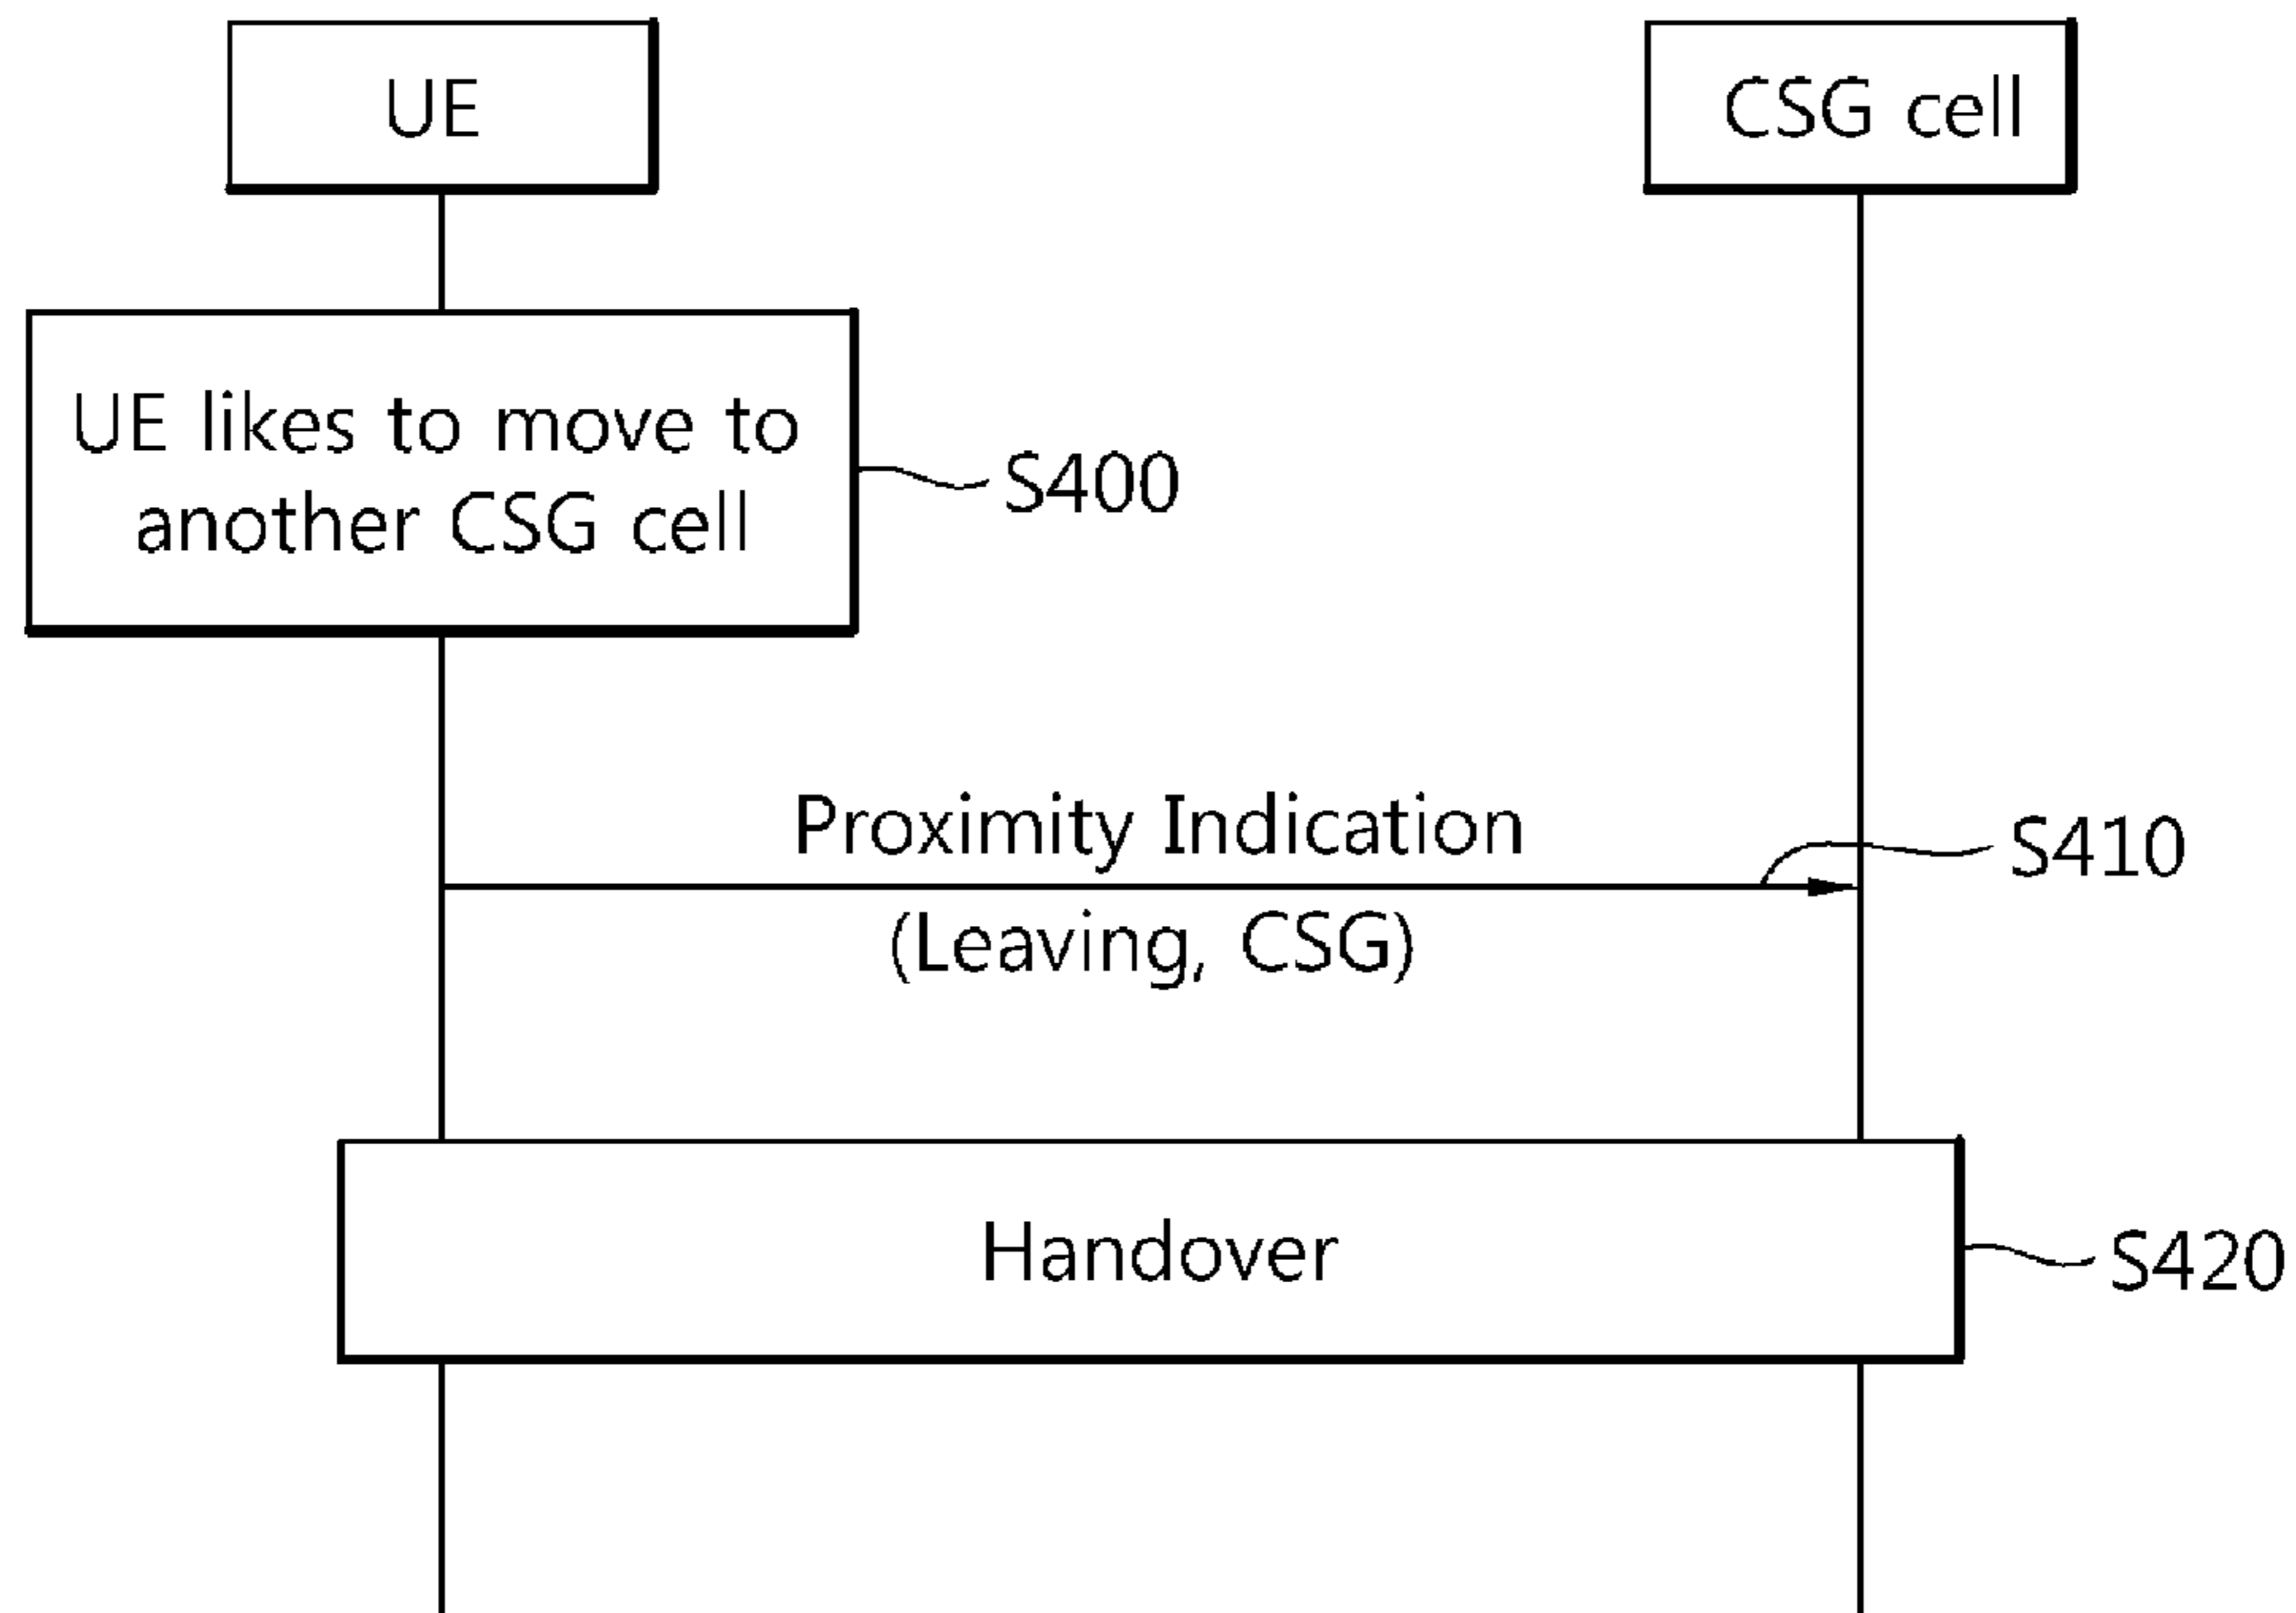 UE
CSG cell
UE likes to move to
another CSG cell
S400
Proximity Indication
S410
(Leaving, CSG)
Handover
S420